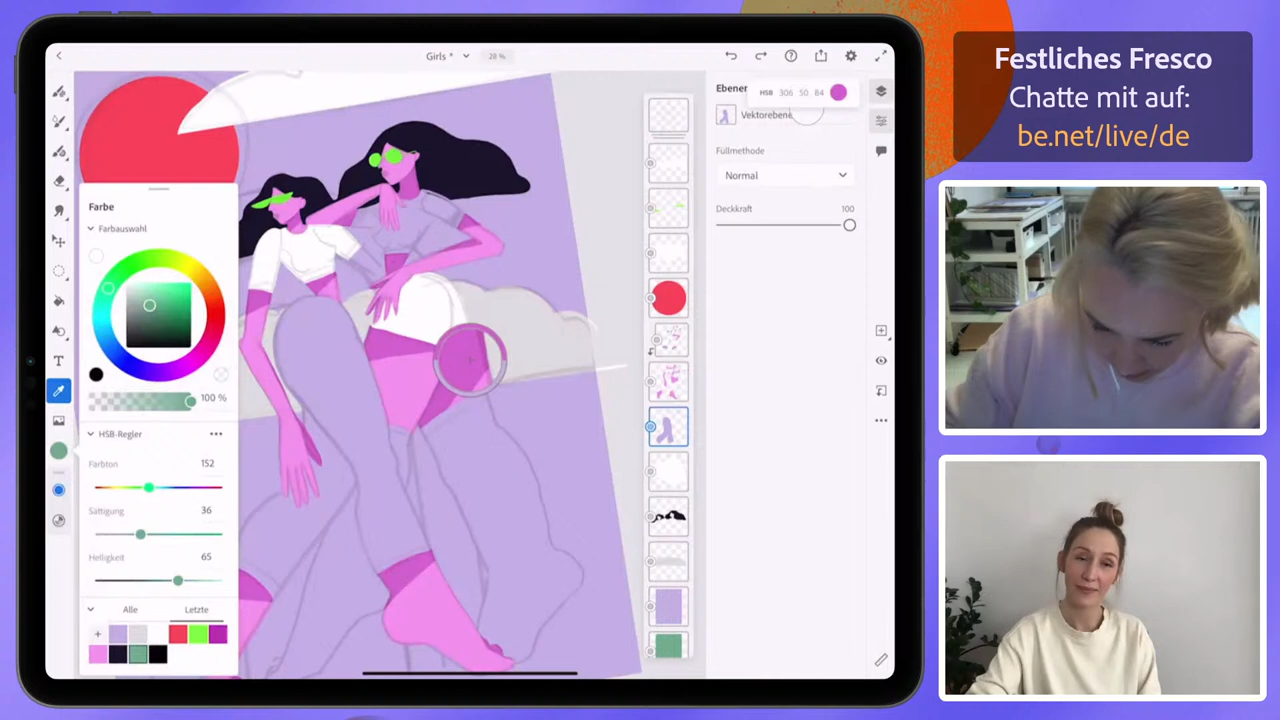 Girls *
28 %
Ebenen
HSB 306 50 84
Vektorebene
Füllmethode
Normal
Deckkraft 100
Farbe
Farbauswahl
100 %
HSB-Regler
Farbton 152
Sättigung 36
Helligkeit 65
Alle Letzte
T
Festliches Fresco
Chatte mit auf:
be.net/live/de